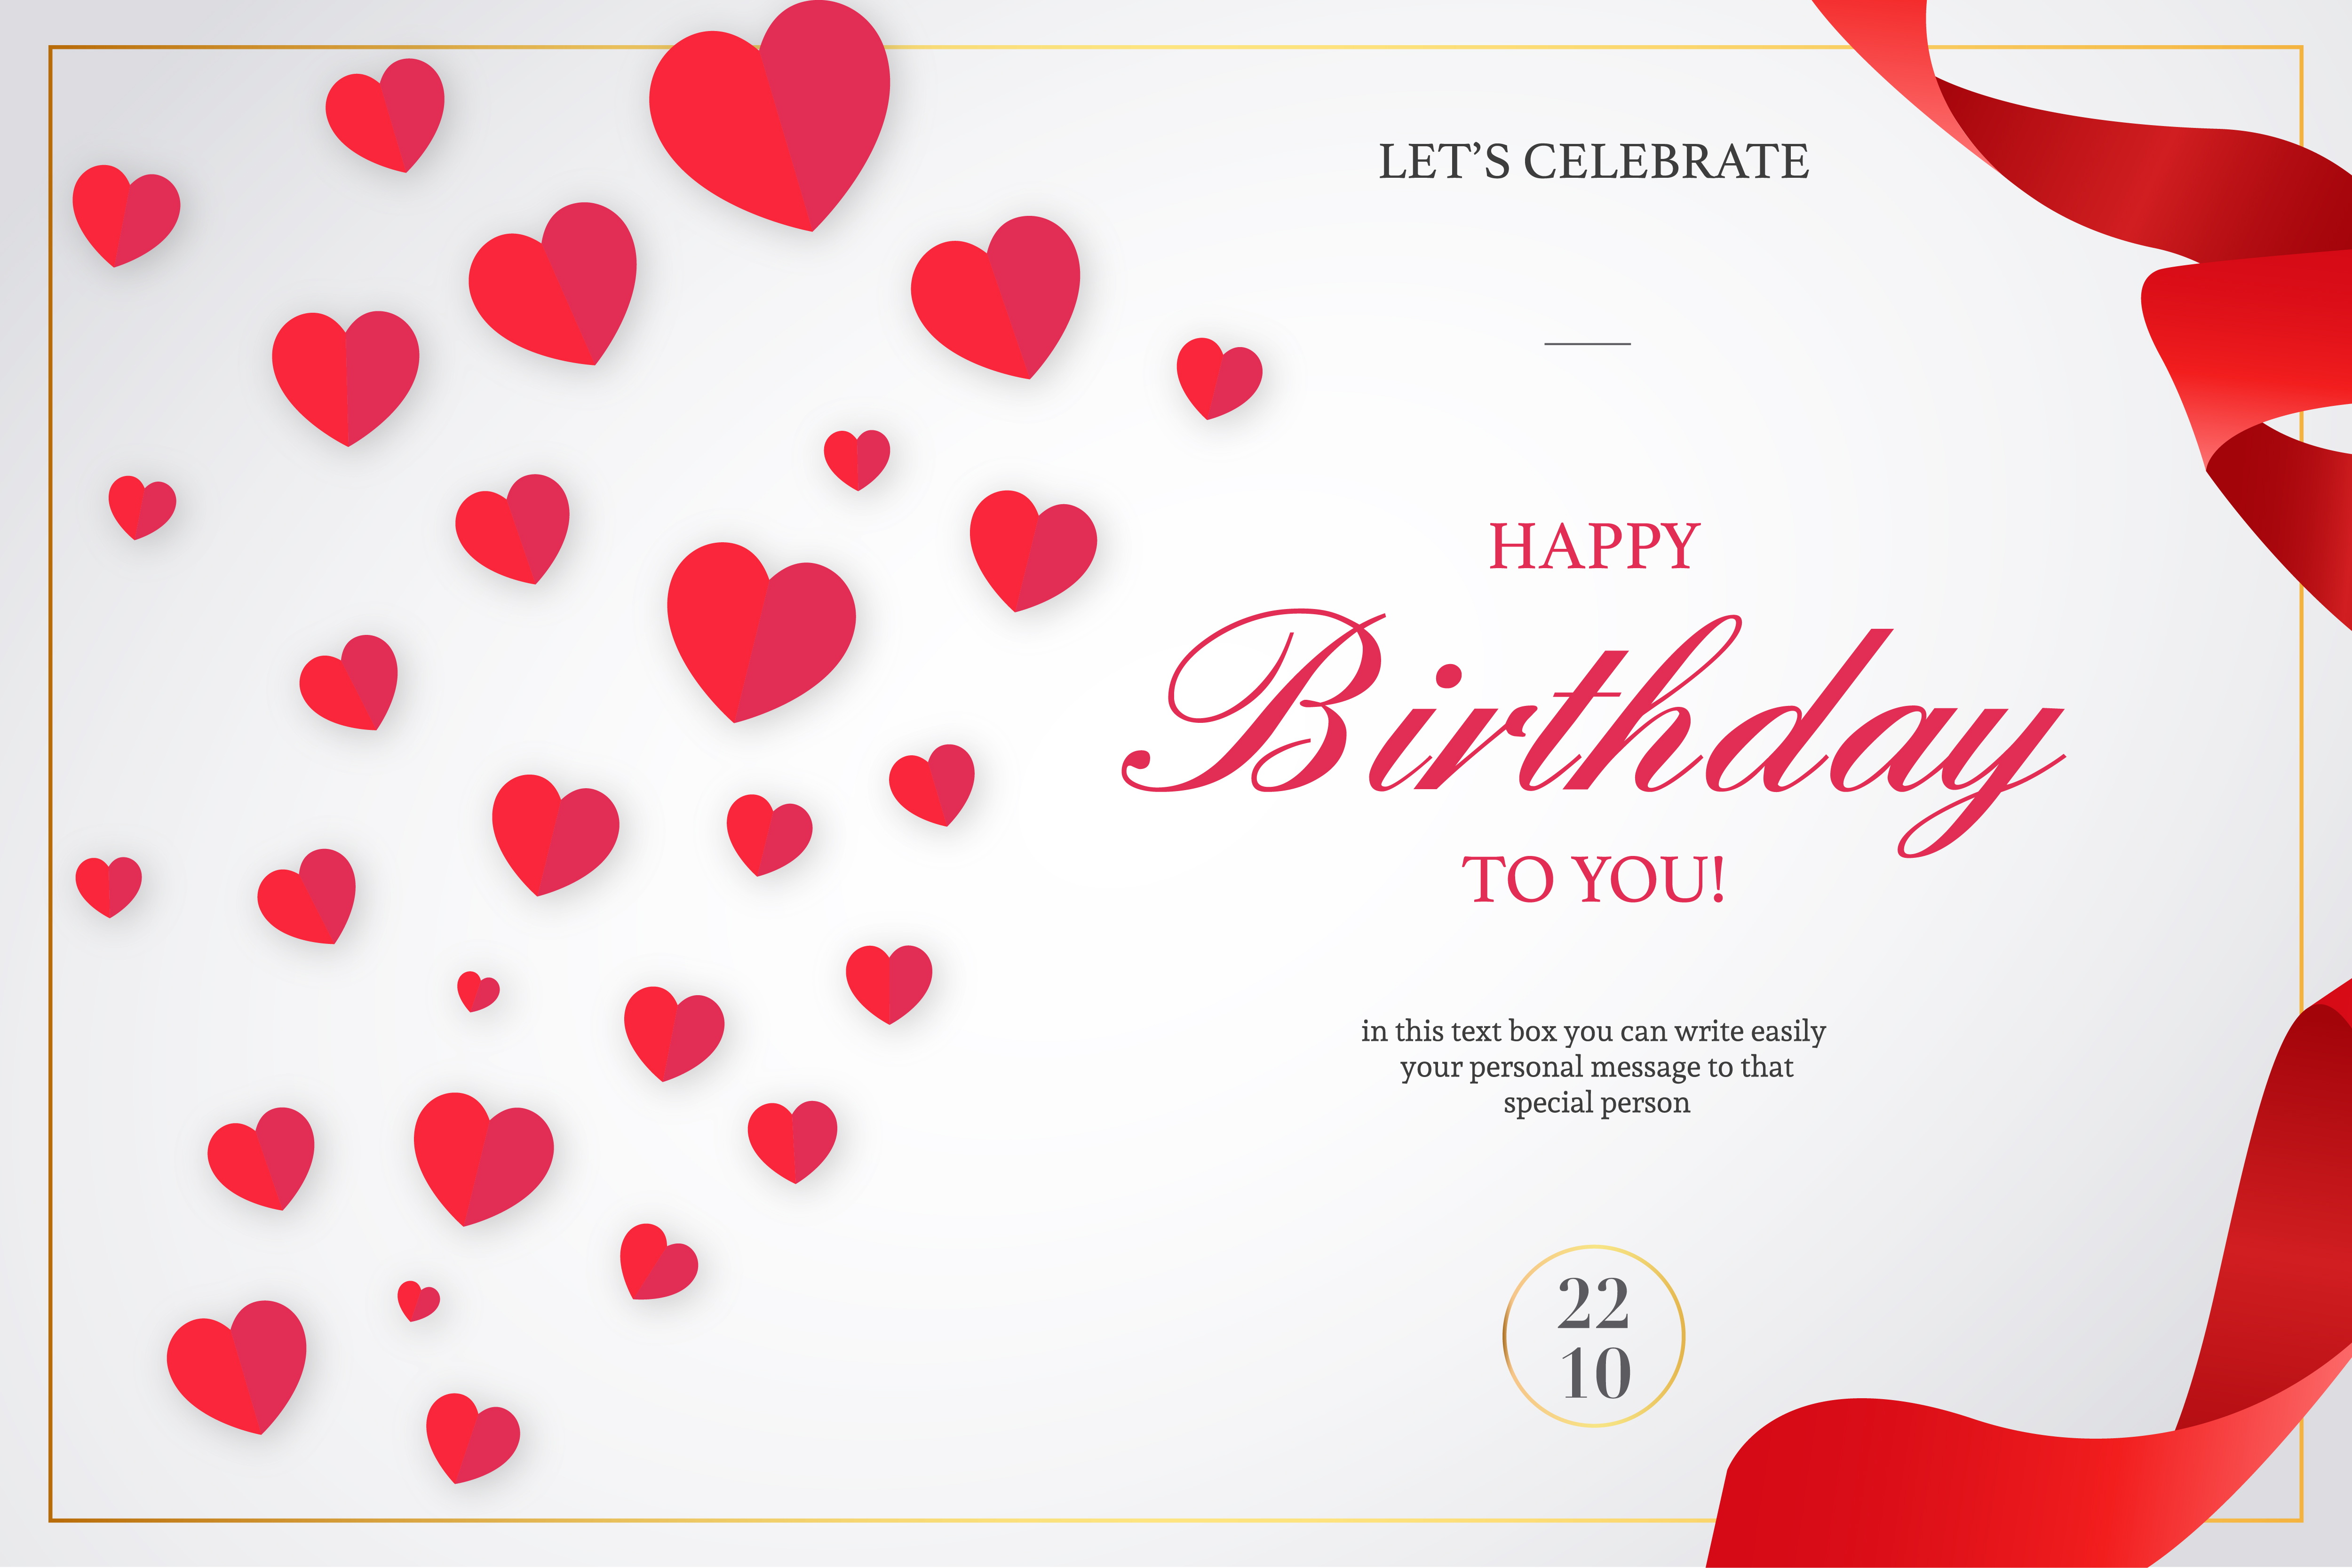 LET’S CELEBRATE
HAPPY
Birthday
TO YOU!
in this text box you can write easily
your personal message to that
special person
22
10